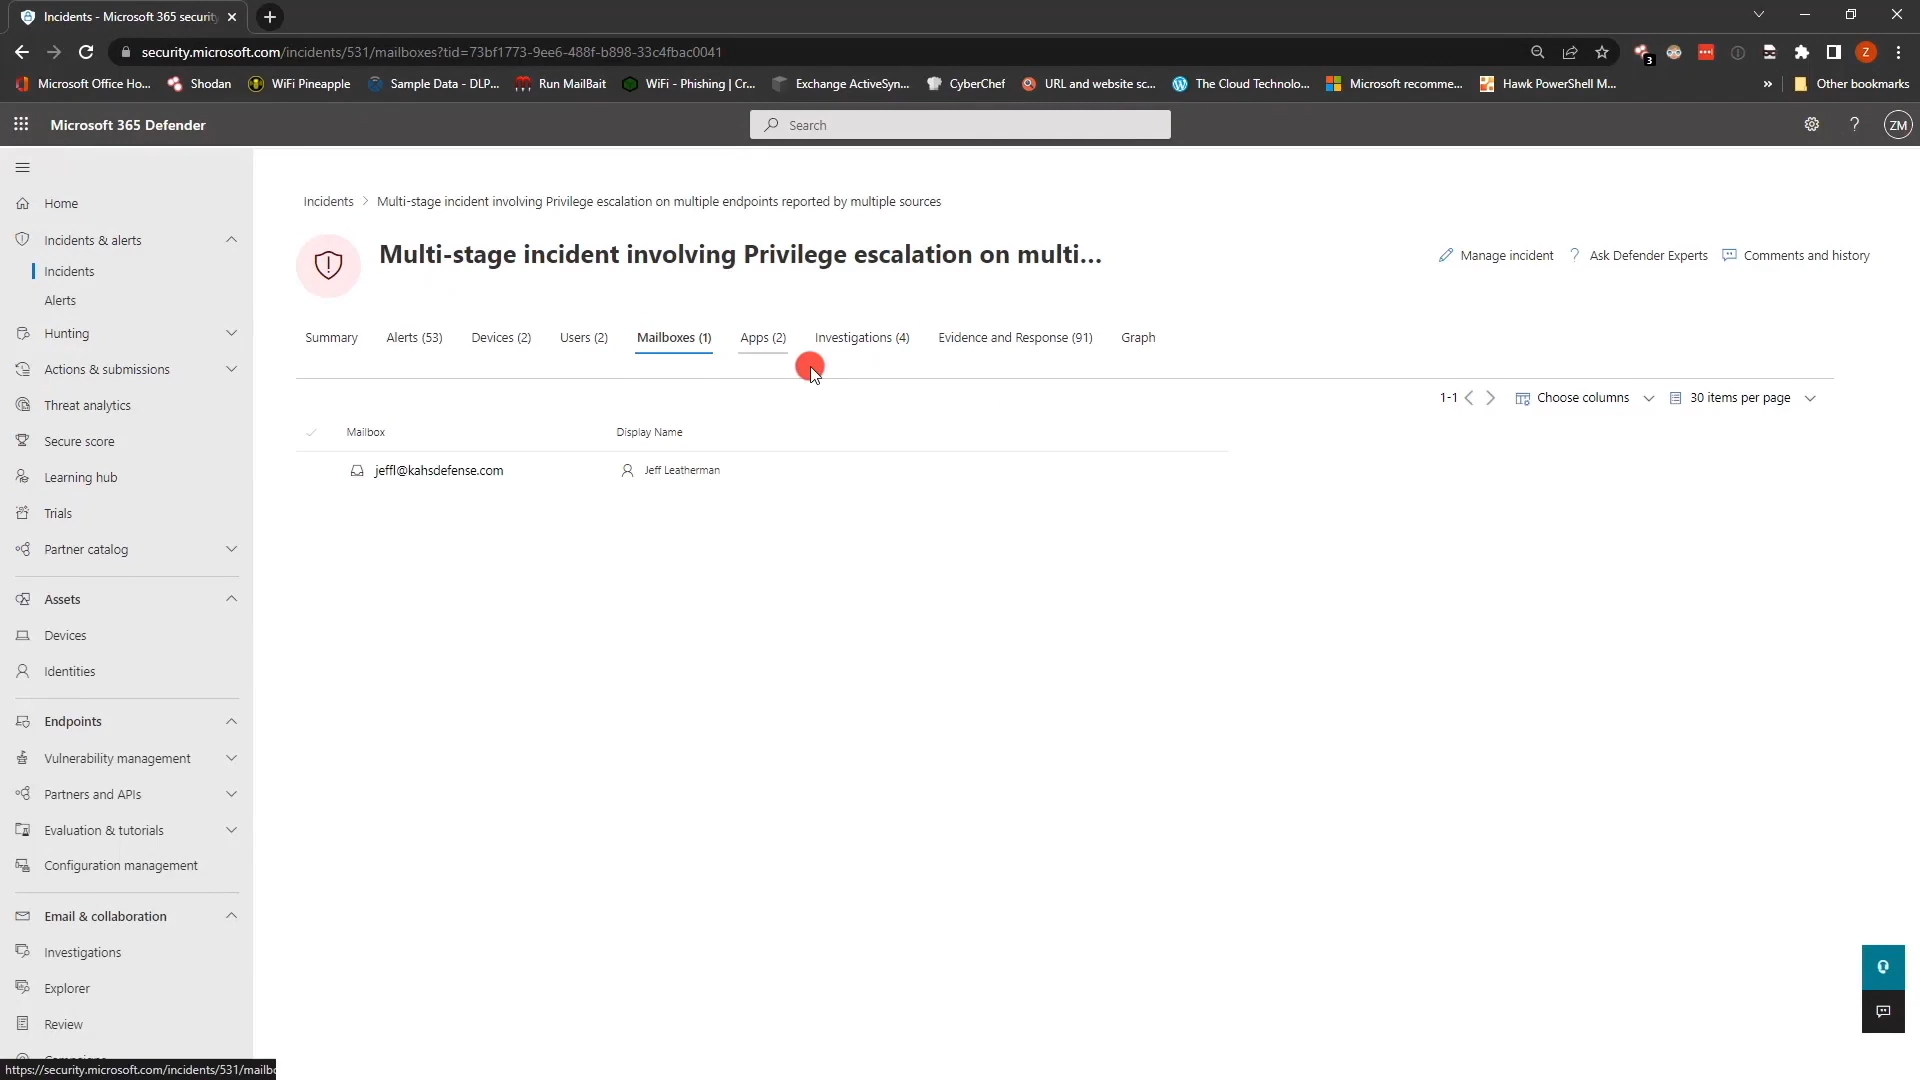 Incidents - Microsoft 365 securit
security.microsoft.com/incidents/531/mailboxes?tid=73bf1773-9ee6-488f-b898-33c4fbac0041
3
Z
Microsoft Office Ho...
Shodan
WiFi Pineapple
Sample Data - DLP...
Run MailBait
WiFi - Phishing | Cr...
Exchange ActiveSyn...
CyberChef
URL and website sc...
The Cloud Technolo...
Microsoft recomme...
Hawk PowerShell M...
»
Other bookmarks
Microsoft 365 Defender
Search
?
ZM
Home
Incidents & alerts
Incidents
Alerts
Hunting
Actions & submissions
Threat analytics
Secure score
Learning hub
Trials
Partner catalog
Assets
Devices
Identities
Endpoints
Vulnerability management
Partners and APIs
Evaluation & tutorials
Configuration management
Email & collaboration
Investigations
Explorer
Review
Incidents > Multi-stage incident involving Privilege escalation on multiple endpoints reported by multiple sources
Multi-stage incident involving Privilege escalation on multi...
Manage incident
? Ask Defender Experts
Comments and history
Summary
Alerts (53)
Devices (2)
Users (2)
Mailboxes (1)
Apps (2)
Investigations (4)
Evidence and Response (91)
Graph
1-1
Choose columns
30 items per page
Mailbox
Display Name
jeffl@kahsdefense.com
Jeff Leatherman
https://security.microsoft.com/incidents/531/mailbo